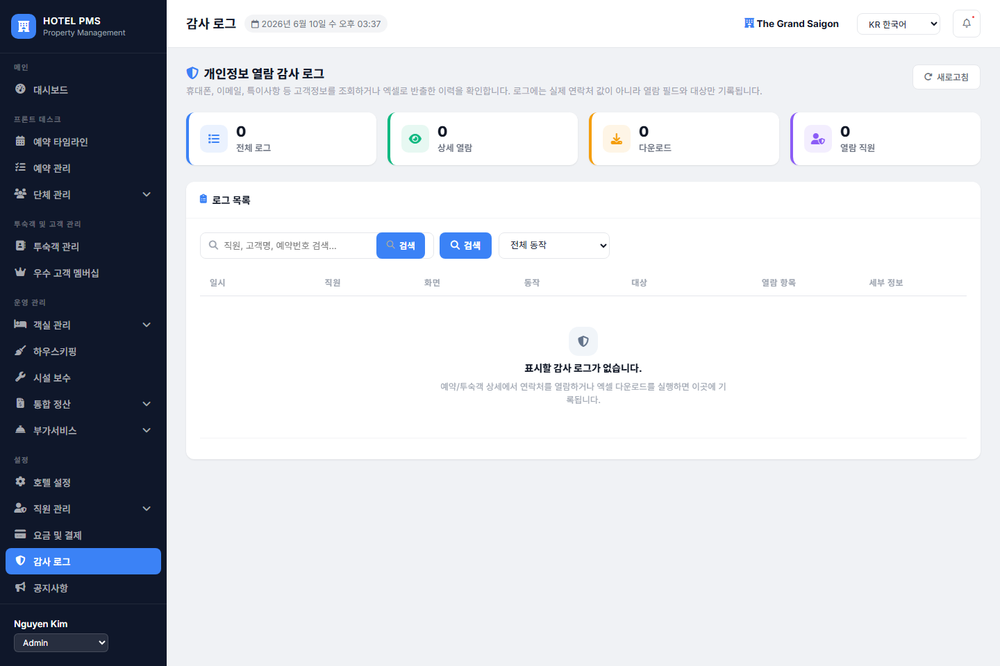 HOTEL PMS
Property Management
메인
대시보드
프론트 데스크
예약 타임라인
예약 관리
단체 관리
투숙객 및 고객 관리
투숙객 관리
우수 고객 멤버십
운영 관리
객실 관리
하우스키핑
시설 보수
통합 정산
부가서비스
설정
호텔 설정
직원 관리
요금 및 결제
감사 로그
공지사항
Nguyen Kim
Admin
감사 로그
2026년 6월 10일 수 오후 03:37
The Grand Saigon
KR 한국어
개인정보 열람 감사 로그
휴대폰, 이메일, 특이사항 등 고객정보를 조회하거나 엑셀로 반출한 이력을 확인합니다. 로그에는 실제 연락처 값이 아니라 열람 필드와 대상만 기록됩니다.
새로고침
0
전체 로그
0
상세 열람
0
다운로드
0
열람 직원
로그 목록
직원, 고객명, 예약번호 검색...
검색
검색
전체 동작
일시 직원 화면 동작 대상 열람 항목 세부 정보
표시할 감사 로그가 없습니다.
예약/투숙객 상세에서 연락처를 열람하거나 엑셀 다운로드를 실행하면 이곳에 기
록됩니다.